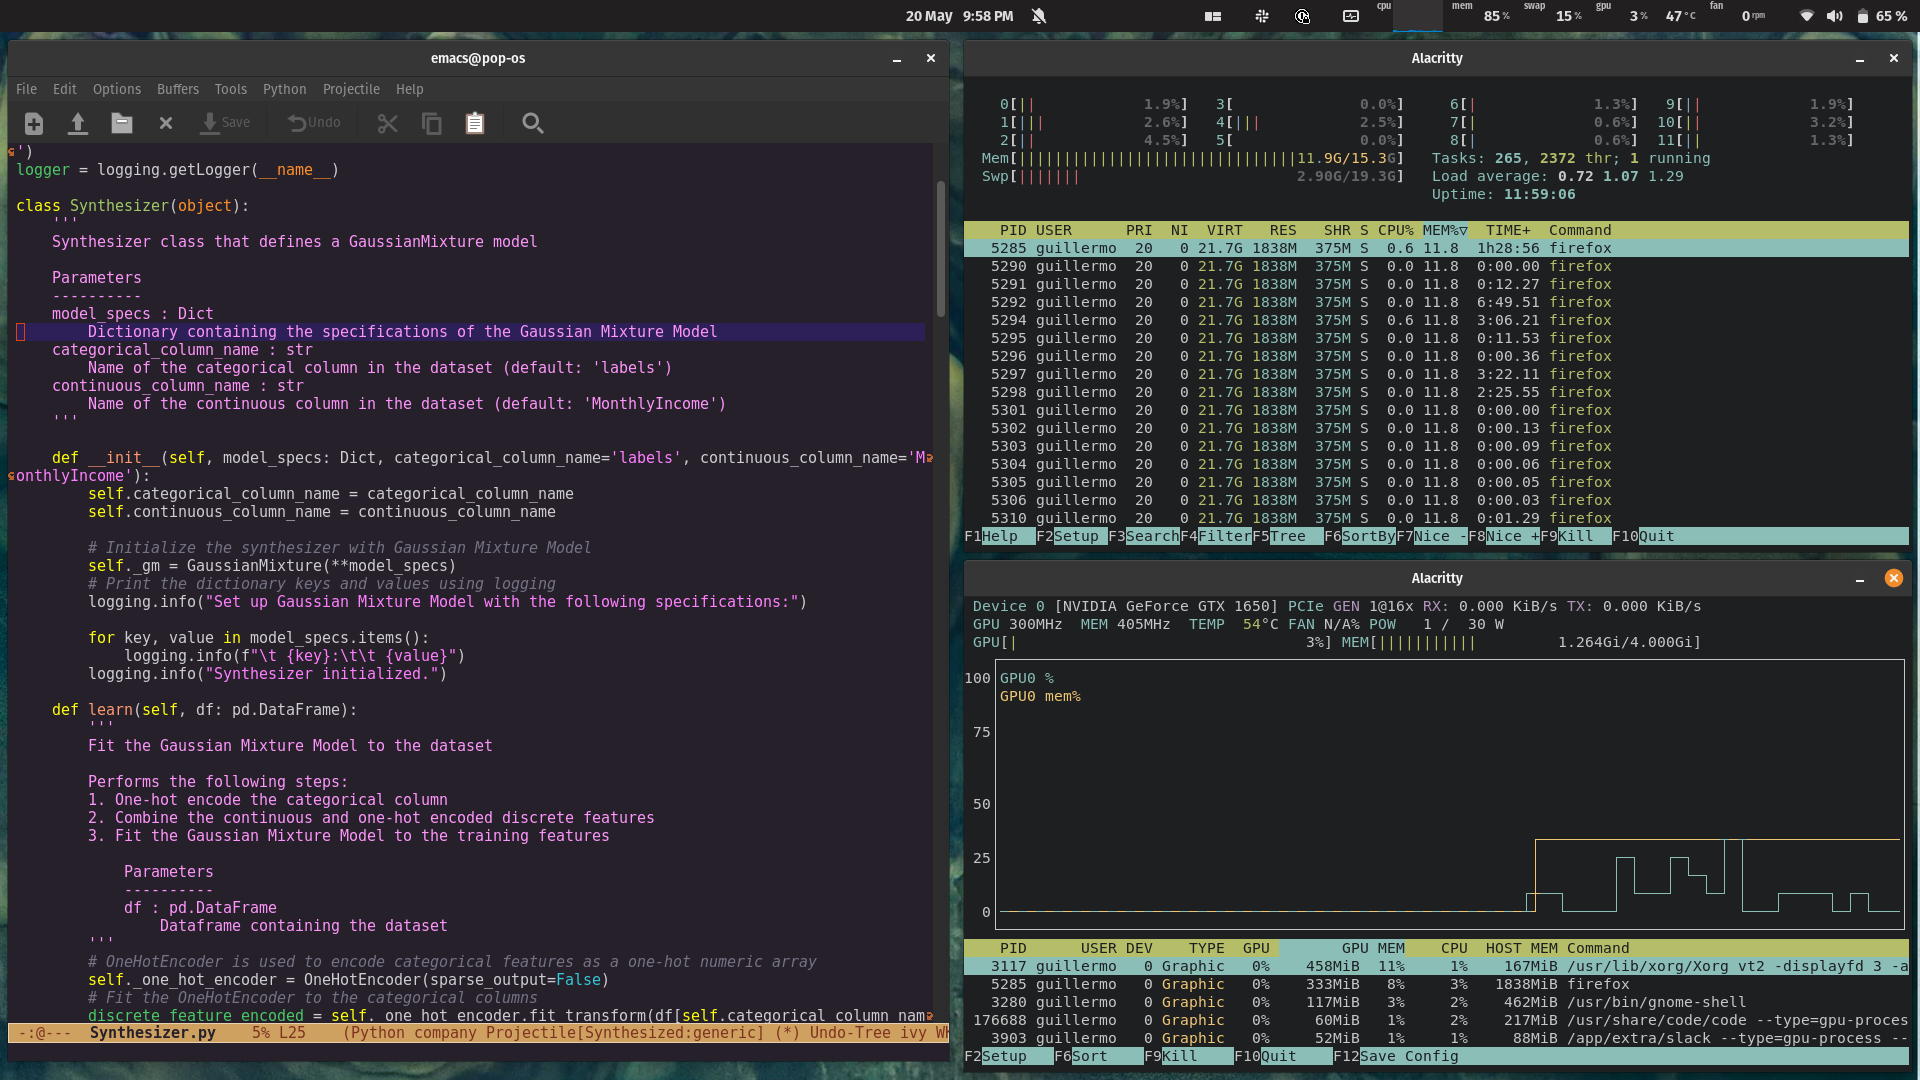 20 May 9:58 PM
cpu mem 85 % swap 15 % gpu 3 % 47 °C fan 0 rpm 65 %
emacs@pop-os
File Edit Options Buffers Tools Python Projectile Help
Save Undo
')
logger = logging.getLogger(__name__)
class Synthesizer(object):
'''
Synthesizer class that defines a GaussianMixture model
Parameters
----------
model_specs : Dict
Dictionary containing the specifications of the Gaussian Mixture Model
categorical_column_name : str
Name of the categorical column in the dataset (default: 'labels')
continuous_column_name : str
Name of the continuous column in the dataset (default: 'MonthlyIncome')
'''
def __init__(self, model_specs: Dict, categorical_column_name='labels', continuous_column_name='M
onthlyIncome'):
self.categorical_column_name = categorical_column_name
self.continuous_column_name = continuous_column_name
# Initialize the synthesizer with Gaussian Mixture Model
self._gm = GaussianMixture(**model_specs)
# Print the dictionary keys and values using logging
logging.info("Set up Gaussian Mixture Model with the following specifications:")
for key, value in model_specs.items():
logging.info(f"\t {key}:\t\t {value}")
logging.info("Synthesizer initialized.")
def learn(self, df: pd.DataFrame):
'''
Fit the Gaussian Mixture Model to the dataset
Performs the following steps:
1. One-hot encode the categorical column
2. Combine the continuous and one-hot encoded discrete features
3. Fit the Gaussian Mixture Model to the training features
Parameters
----------
df : pd.DataFrame
Dataframe containing the dataset
'''
# OneHotEncoder is used to encode categorical features as a one-hot numeric array
self._one_hot_encoder = OneHotEncoder(sparse_output=False)
# Fit the OneHotEncoder to the categorical columns
discrete_feature_encoded = self._one_hot_encoder.fit_transform(df[self.categorical_column_nam
-:@--- Synthesizer.py 5% L25 (Python company Projectile[Synthesized:generic] (*) Undo-Tree ivy WK
Alacritty
0[|| 1.9%] 3[ 0.0%] 6[| 1.3%] 9[|| 1.9%]
1[||| 2.6%] 4[||| 2.5%] 7[| 0.6%] 10[|| 3.2%]
2[|| 4.5%] 5[ 0.0%] 8[| 0.6%] 11[|| 1.3%]
Mem[|||||||||||||||||||||||||||||||11.9G/15.3G] Tasks: 265, 2372 thr; 1 running
Swp[||||||| 2.90G/19.3G] Load average: 0.72 1.07 1.29
Uptime: 11:59:06
PID USER PRI NI VIRT RES SHR S CPU% MEM%▽ TIME+ Command
5285 guillermo 20 0 21.7G 1838M 375M S 0.6 11.8 1h28:56 firefox
5290 guillermo 20 0 21.7G 1838M 375M S 0.0 11.8 0:00.00 firefox
5291 guillermo 20 0 21.7G 1838M 375M S 0.0 11.8 0:12.27 firefox
5292 guillermo 20 0 21.7G 1838M 375M S 0.0 11.8 6:49.51 firefox
5294 guillermo 20 0 21.7G 1838M 375M S 0.6 11.8 3:06.21 firefox
5295 guillermo 20 0 21.7G 1838M 375M S 0.0 11.8 0:11.53 firefox
5296 guillermo 20 0 21.7G 1838M 375M S 0.0 11.8 0:00.36 firefox
5297 guillermo 20 0 21.7G 1838M 375M S 0.0 11.8 3:22.11 firefox
5298 guillermo 20 0 21.7G 1838M 375M S 0.0 11.8 2:25.55 firefox
5301 guillermo 20 0 21.7G 1838M 375M S 0.0 11.8 0:00.00 firefox
5302 guillermo 20 0 21.7G 1838M 375M S 0.0 11.8 0:00.13 firefox
5303 guillermo 20 0 21.7G 1838M 375M S 0.0 11.8 0:00.09 firefox
5304 guillermo 20 0 21.7G 1838M 375M S 0.0 11.8 0:00.06 firefox
5305 guillermo 20 0 21.7G 1838M 375M S 0.0 11.8 0:00.05 firefox
5306 guillermo 20 0 21.7G 1838M 375M S 0.0 11.8 0:00.03 firefox
5310 guillermo 20 0 21.7G 1838M 375M S 0.0 11.8 0:01.29 firefox
F1Help F2Setup F3SearchF4FilterF5Tree F6SortByF7Nice -F8Nice +F9Kill F10Quit
Alacritty
Device 0 [NVIDIA GeForce GTX 1650] PCIe GEN 1@16x RX: 0.000 KiB/s TX: 0.000 KiB/s
GPU 300MHz MEM 405MHz TEMP 54°C FAN N/A% POW 1 / 30 W
GPU[| 3%] MEM[||||||||||| 1.264Gi/4.000Gi]
100 GPU0 %
GPU0 mem%
75
50
25
0
PID USER DEV TYPE GPU GPU MEM CPU HOST MEM Command
3117 guillermo 0 Graphic 0% 458MiB 11% 1% 167MiB /usr/lib/xorg/Xorg vt2 -displayfd 3 -a
5285 guillermo 0 Graphic 0% 333MiB 8% 3% 1838MiB firefox
3280 guillermo 0 Graphic 0% 117MiB 3% 2% 462MiB /usr/bin/gnome-shell
176688 guillermo 0 Graphic 0% 60MiB 1% 2% 217MiB /usr/share/code/code --type=gpu-proces
3903 guillermo 0 Graphic 0% 52MiB 1% 1% 88MiB /app/extra/slack --type=gpu-process --
F2Setup F6Sort F9Kill F10Quit F12Save Config